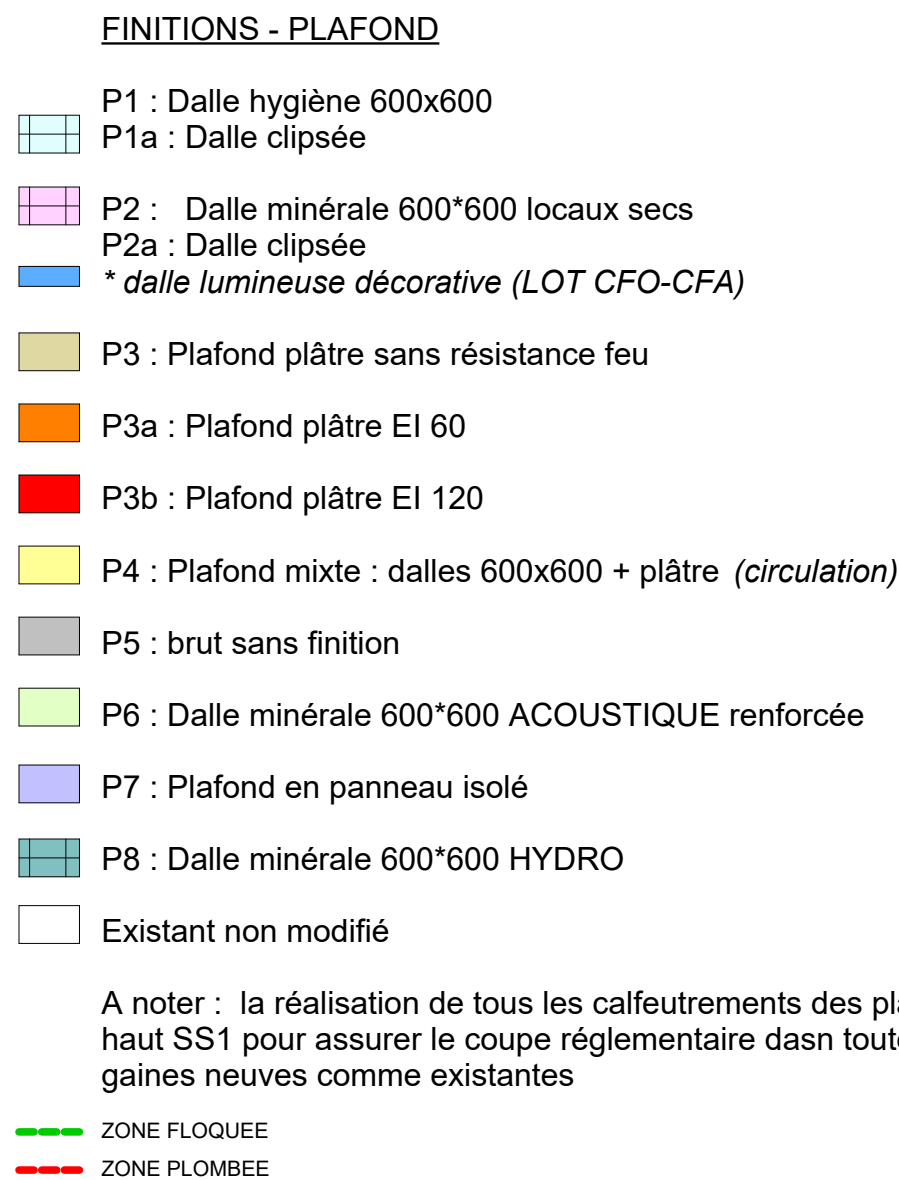 FINITIONS - PLAFOND
P1 : Dalle hygiène 600x600
P1a : Dalle clipsée
P2 : Dalle minérale 600*600 locaux secs
P2a : Dalle clipsée
* dalle lumineuse décorative (LOT CFO-CFA)
P3 : Plafond plâtre sans résistance feu
P3a : Plafond plâtre EI 60
P3b : Plafond plâtre EI 120
P4 : Plafond mixte : dalles 600x600 + plâtre (circulation)
P5 : brut sans finition
P6 : Dalle minérale 600*600 ACOUSTIQUE renforcée
P7 : Plafond en panneau isolé
P8 : Dalle minérale 600*600 HYDRO
Existant non modifié
A noter : la réalisation de tous les calfeutrements des
haut SS1 pour assurer le coupe réglementaire dasn
gaines neuves comme existantes
ZONE FLOQUEE
ZONE PLOMBEE